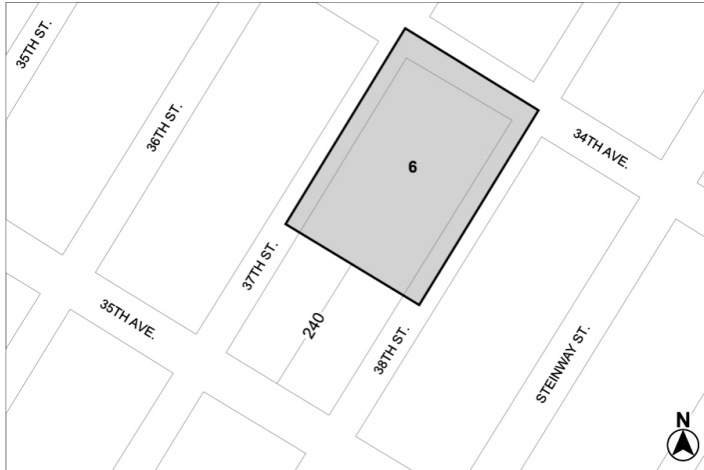 35TH ST.
36TH ST.
6
34TH AVE.
37TH ST.
35TH AVE.
240
38TH ST.
STEINWAY ST.
N